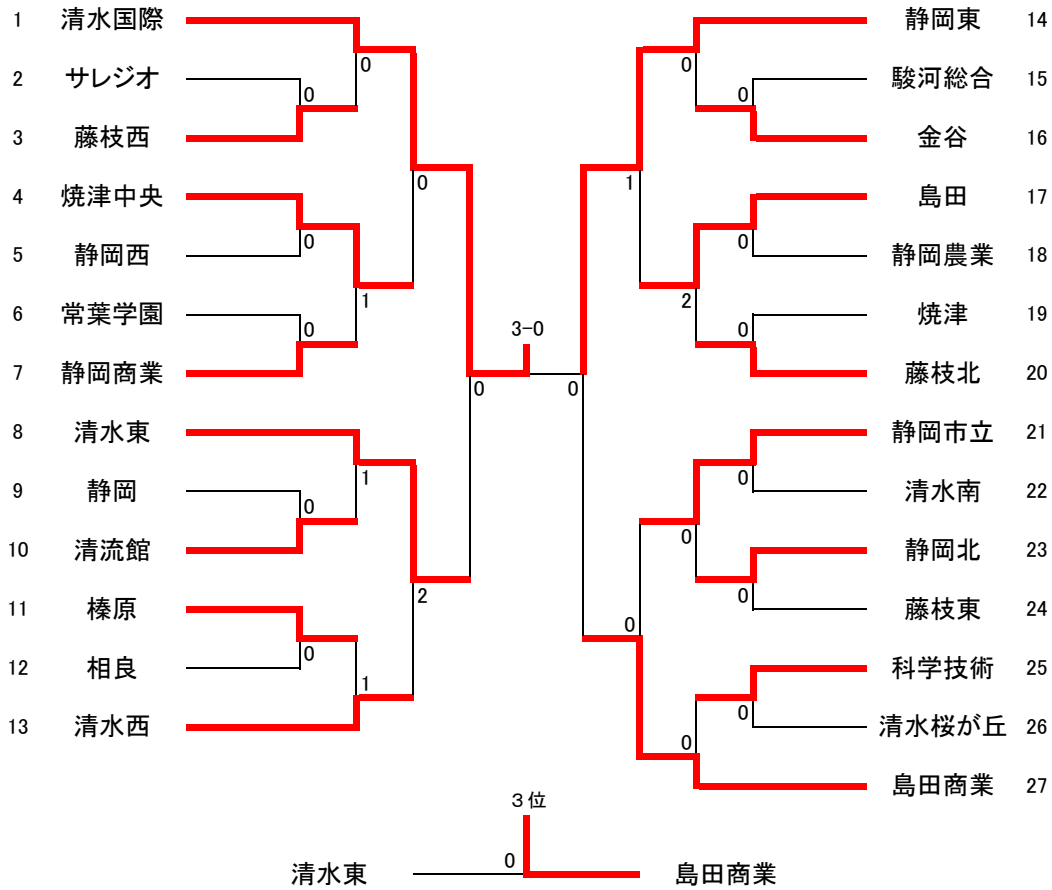 1 清水国際
2 サレジオ
3 藤枝西
4 焼津中央
5 静岡西
6 常葉学園
7 静岡商業
8 清水東
9 静岡
10 清流館
11 榛原
12 相良
13 清水西
0
0
0
0
1
0
1
0
2
0
1
0
3-0
0
静岡東 14
駿河総合 15
金谷 16
島田 17
静岡農業 18
焼津 19
藤枝北 20
静岡市立 21
清水南 22
静岡北 23
藤枝東 24
科学技術 25
清水桜が丘 26
島田商業 27
0
0
1
0
2
0
0
0
0
0
0
0
3位
清水東 0 島田商業